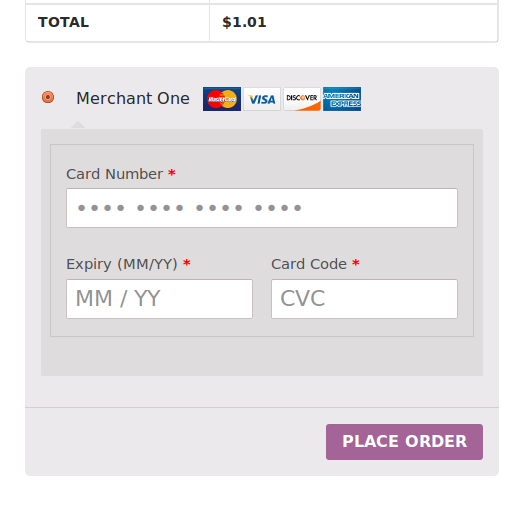 TOTAL $1.01
Merchant One MasterCard VISA DISCOVER AMERICAN EXPRESS
Card Number *
•••• •••• •••• ••••
Expiry (MM/YY) * Card Code *
MM / YY CVC
PLACE ORDER